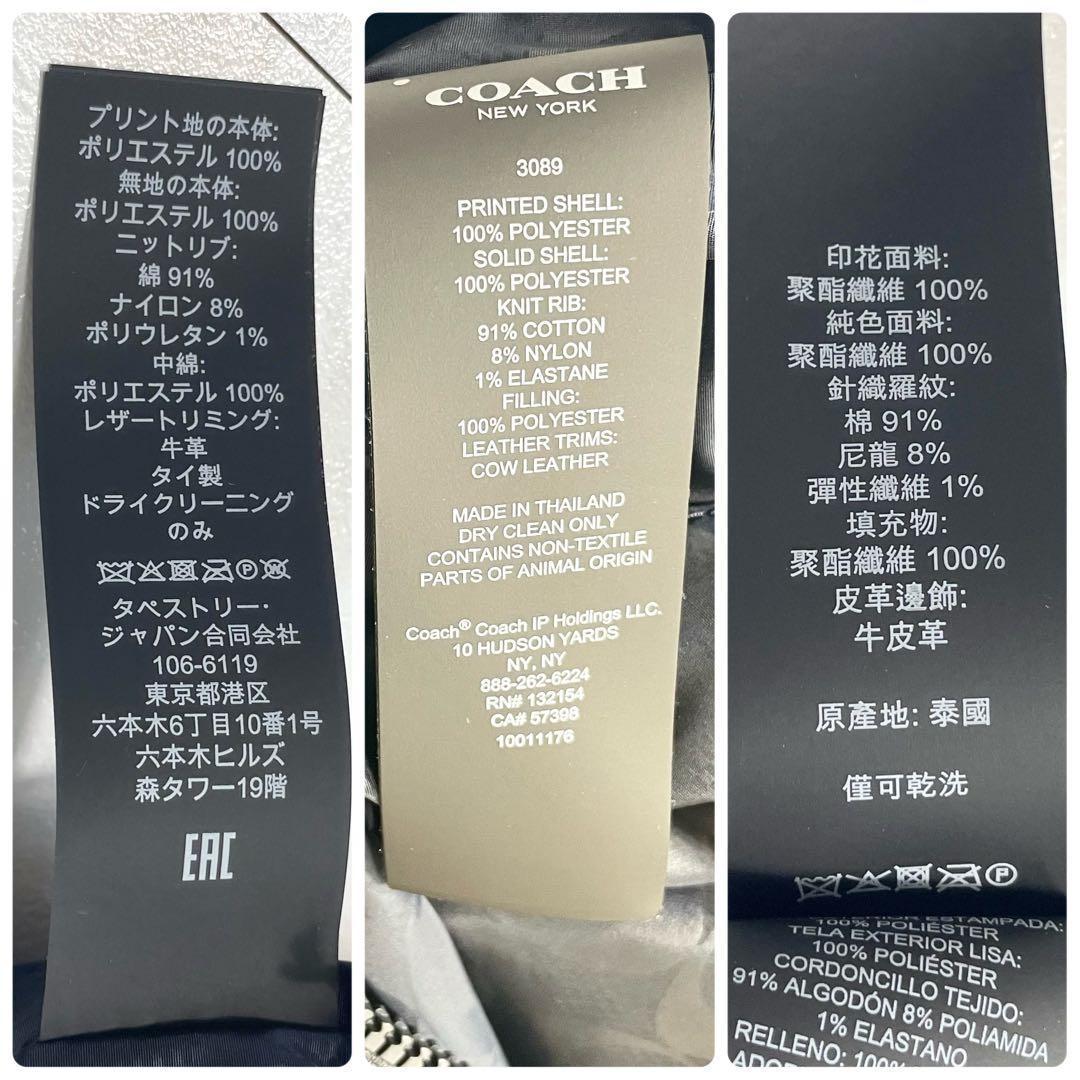 プリント地の本体:
ポリエステル 100%
無地の本体:
ポリエステル 100%
ニットリブ:
綿 91%
ナイロン 8%
ポリウレタン 1%
中綿:
ポリエステル 100%
レザートリミング:
牛革
タイ製
ドライクリーニング
のみ
P W
タペストリー・
ジャパン合同会社
106-6119
東京都港区
六本木6丁目10番1号
六本木ヒルズ
森タワー19階
EAC
COACH
NEW YORK
3089
PRINTED SHELL:
100% POLYESTER
SOLID SHELL:
100% POLYESTER
KNIT RIB:
91% COTTON
8% NYLON
1% ELASTANE
FILLING:
100% POLYESTER
LEATHER TRIMS:
COW LEATHER
MADE IN THAILAND
DRY CLEAN ONLY
CONTAINS NON-TEXTILE
PARTS OF ANIMAL ORIGIN
Coach® Coach IP Holdings LLC.
10 HUDSON YARDS
NY, NY
888-262-6224
RN# 132154
CA# 57398
10011176
印花面料:
聚酯纖維 100%
純色面料:
聚酯纖維 100%
針織羅紋:
棉 91%
尼龍 8%
彈性纖維 1%
填充物:
聚酯纖維 100%
皮革邊飾:
牛皮革
原產地: 泰國
僅可乾洗
P
ESTAMPADA:
100% POLIÉSTER
TELA EXTERIOR LISA:
100% POLIÉSTER
CORDONCILLO TEJIDO:
91% ALGODÓN 8% POLIAMIDA
1% ELASTANO
RELLENO: 100%